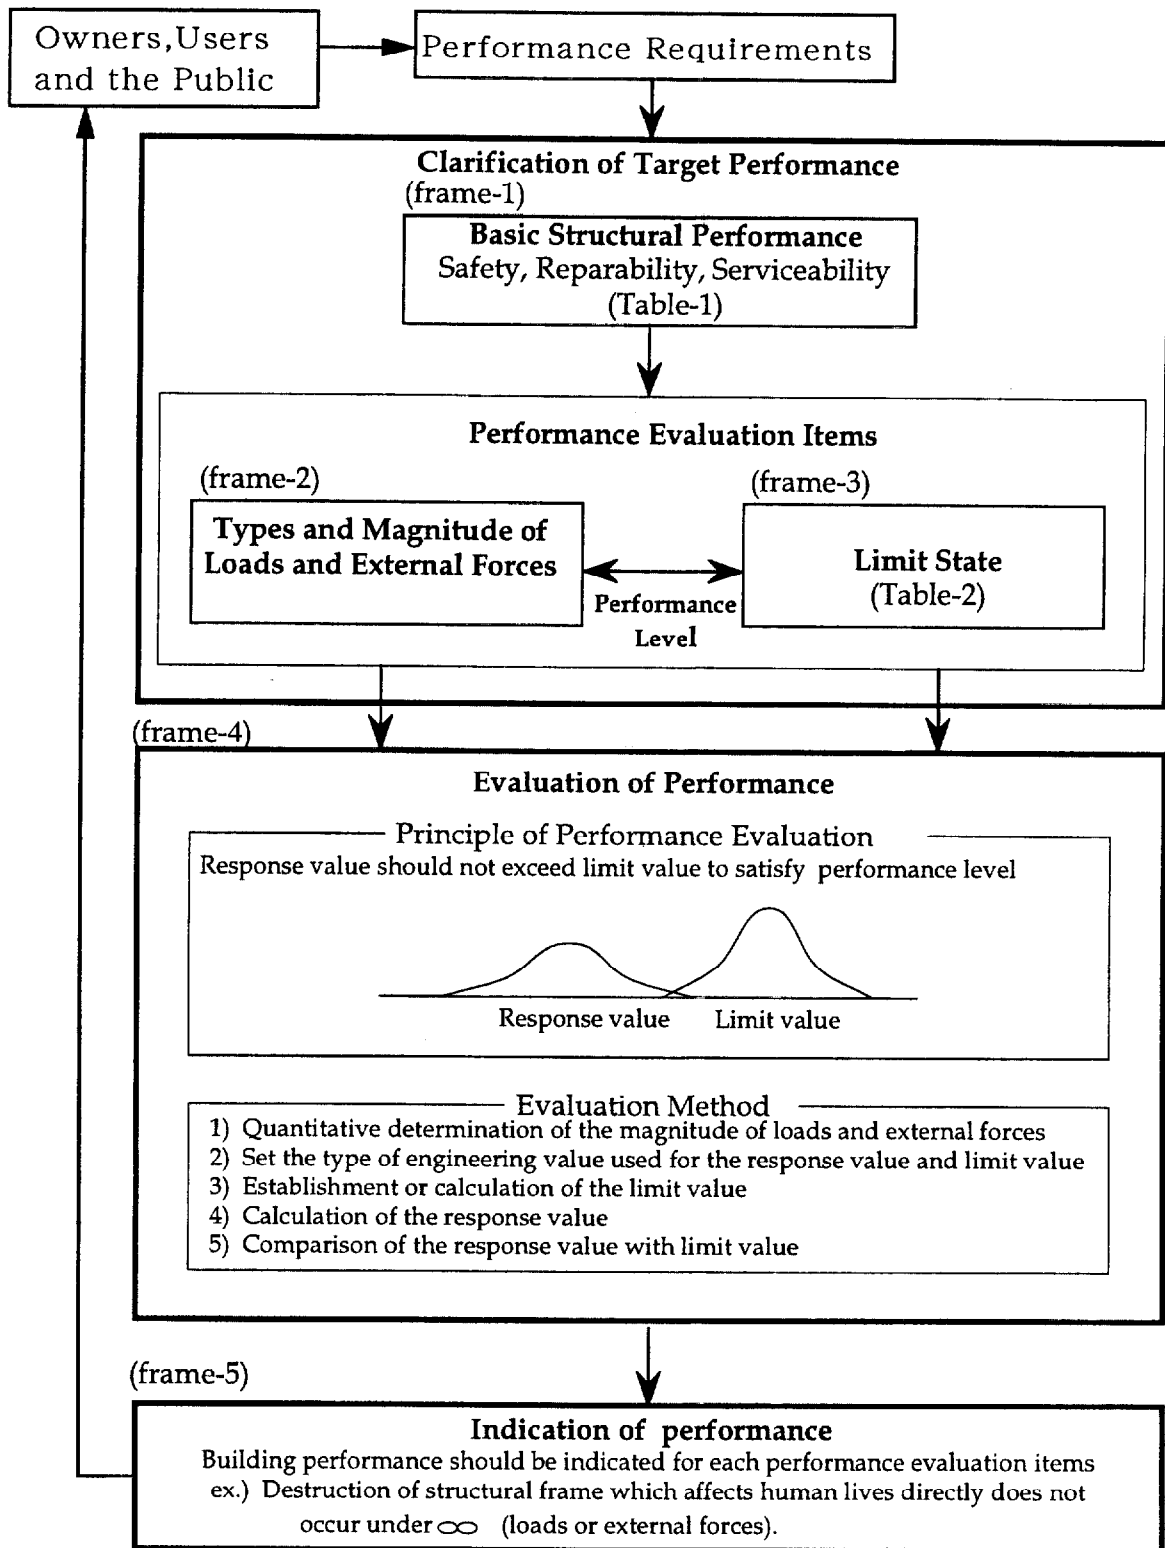 Owners,Users
and the Public
Performance Requirements
Clarification of Target Performance
(frame-1)
Basic Structural Performance
Safety, Reparability, Serviceability
(Table-1)
Performance Evaluation Items
(frame-2)
Types and Magnitude of
Loads and External Forces
(frame-3)
Limit State
(Table-2)
Performance
Level
(frame-4)
Evaluation of Performance
Principle of Performance Evaluation
Response value should not exceed limit value to satisfy performance level
Response value
Limit value
Evaluation Method
1) Quantitative determination of the magnitude of loads and external forces
2) Set the type of engineering value used for the response value and limit value
3) Establishment or calculation of the limit value
4) Calculation of the response value
5) Comparison of the response value with limit value
(frame-5)
Indication of performance
Building performance should be indicated for each performance evaluation items
ex.) Destruction of structural frame which affects human lives directly does not
occur under ∞ (loads or external forces).